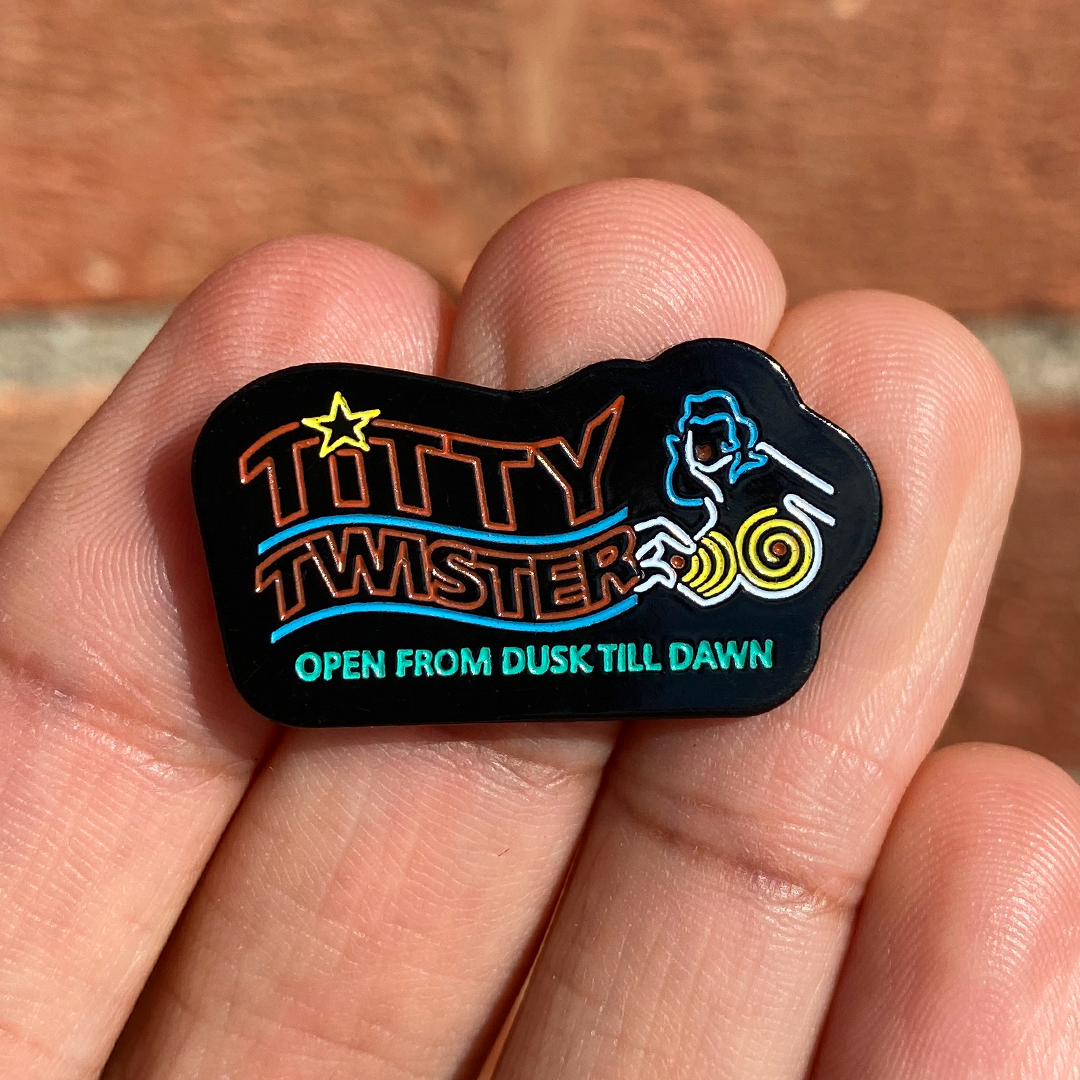 TiTTY
TWISTER
OPEN FROM DUSK TILL DAWN